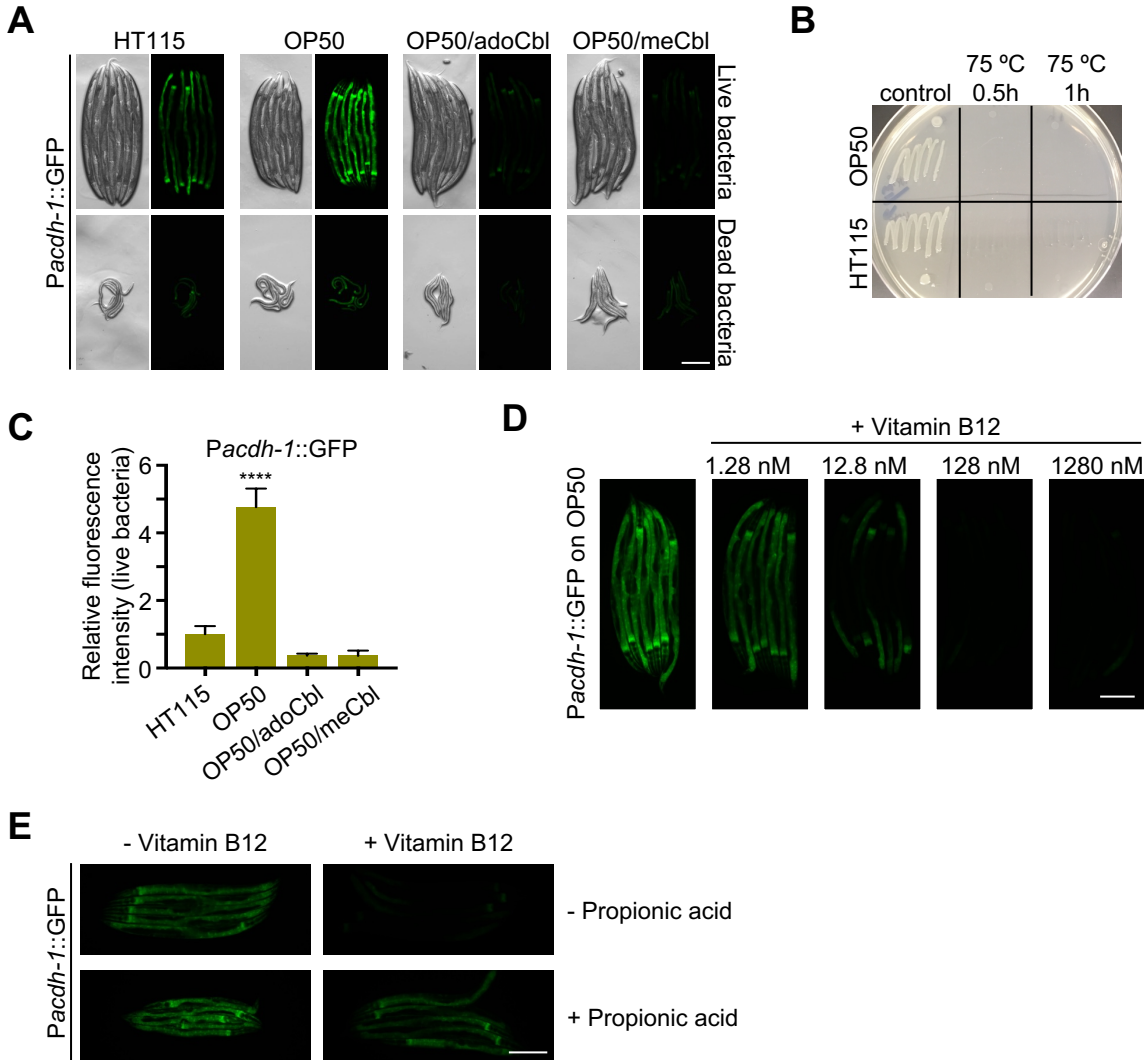 A
HT115
OP50
OP50/adoCbl
OP50/meCbl
Pacdh-1::GFP
Live bacteria
Dead bacteria
B
control
75 ºC
0.5h
75 ºC
1h
OP50
HT115
C
Pacdh-1::GFP
Relative fluorescence
intensity (live bacteria)
6
4
2
0
****
HT115
OP50
OP50/adoCbl
OP50/meCbl
D
+ Vitamin B12
1.28 nM
12.8 nM
128 nM
1280 nM
Pacdh-1::GFP on OP50
E
- Vitamin B12
+ Vitamin B12
Pacdh-1::GFP
- Propionic acid
+ Propionic acid